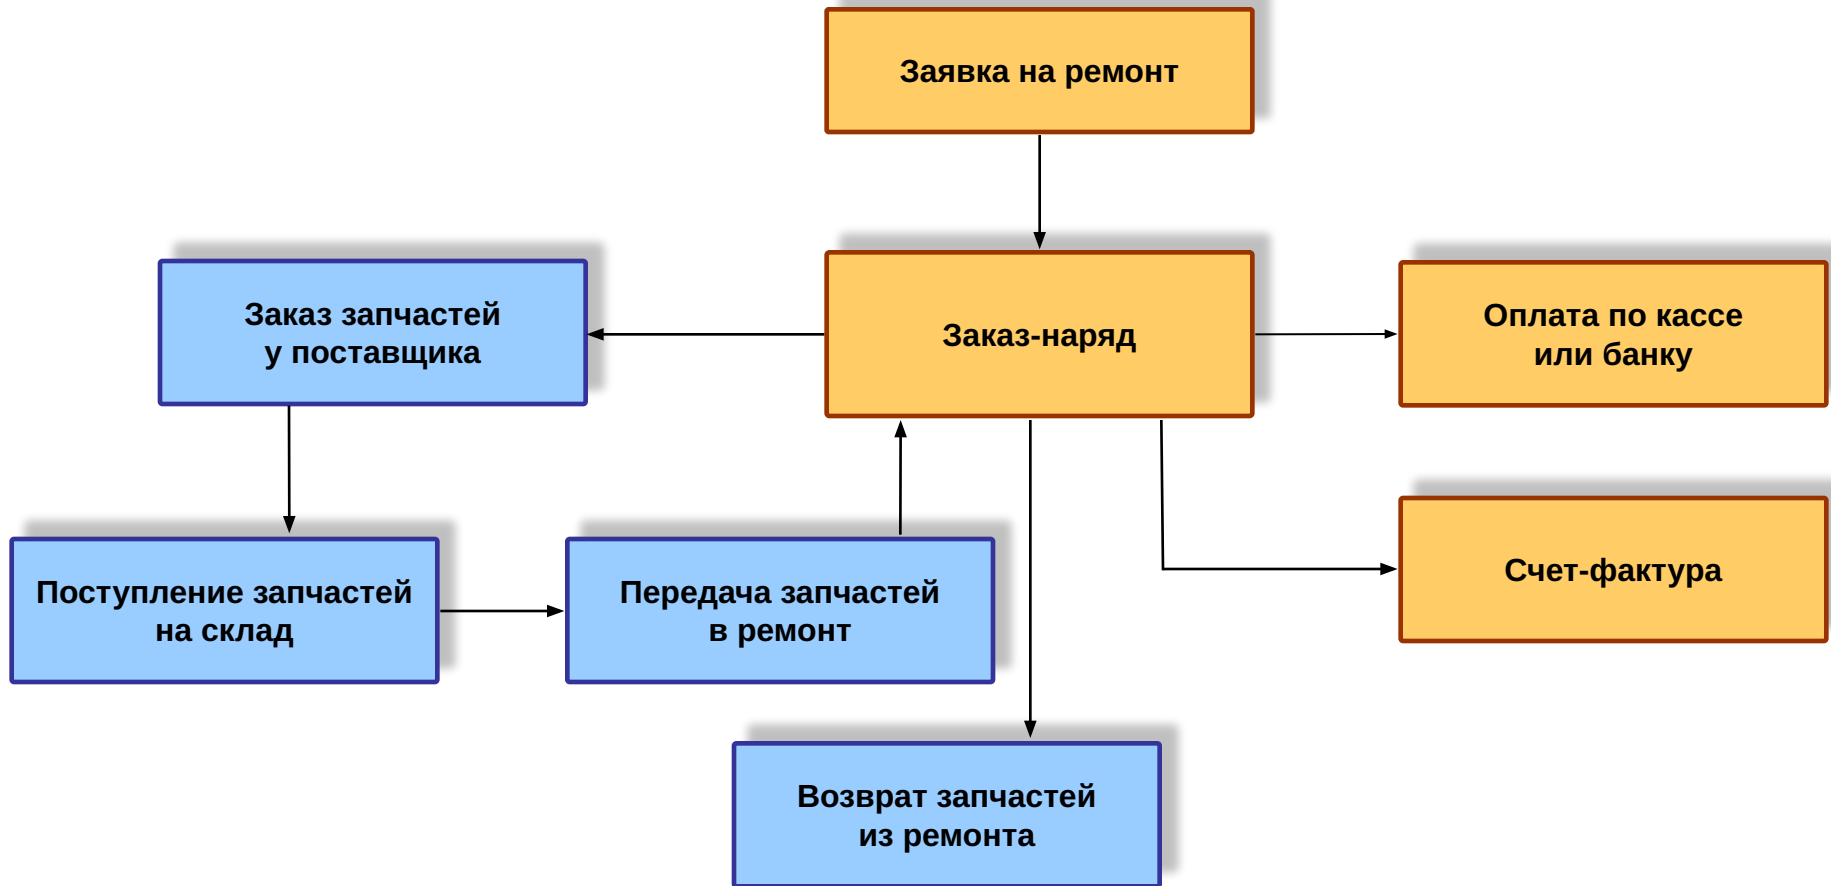 Заявка на ремонт
Заказ запчастей
у поставщика
Заказ-наряд
Оплата по кассе
или банку
Поступление запчастей
на склад
Передача запчастей
в ремонт
Счет-фактура
Возврат запчастей
из ремонта